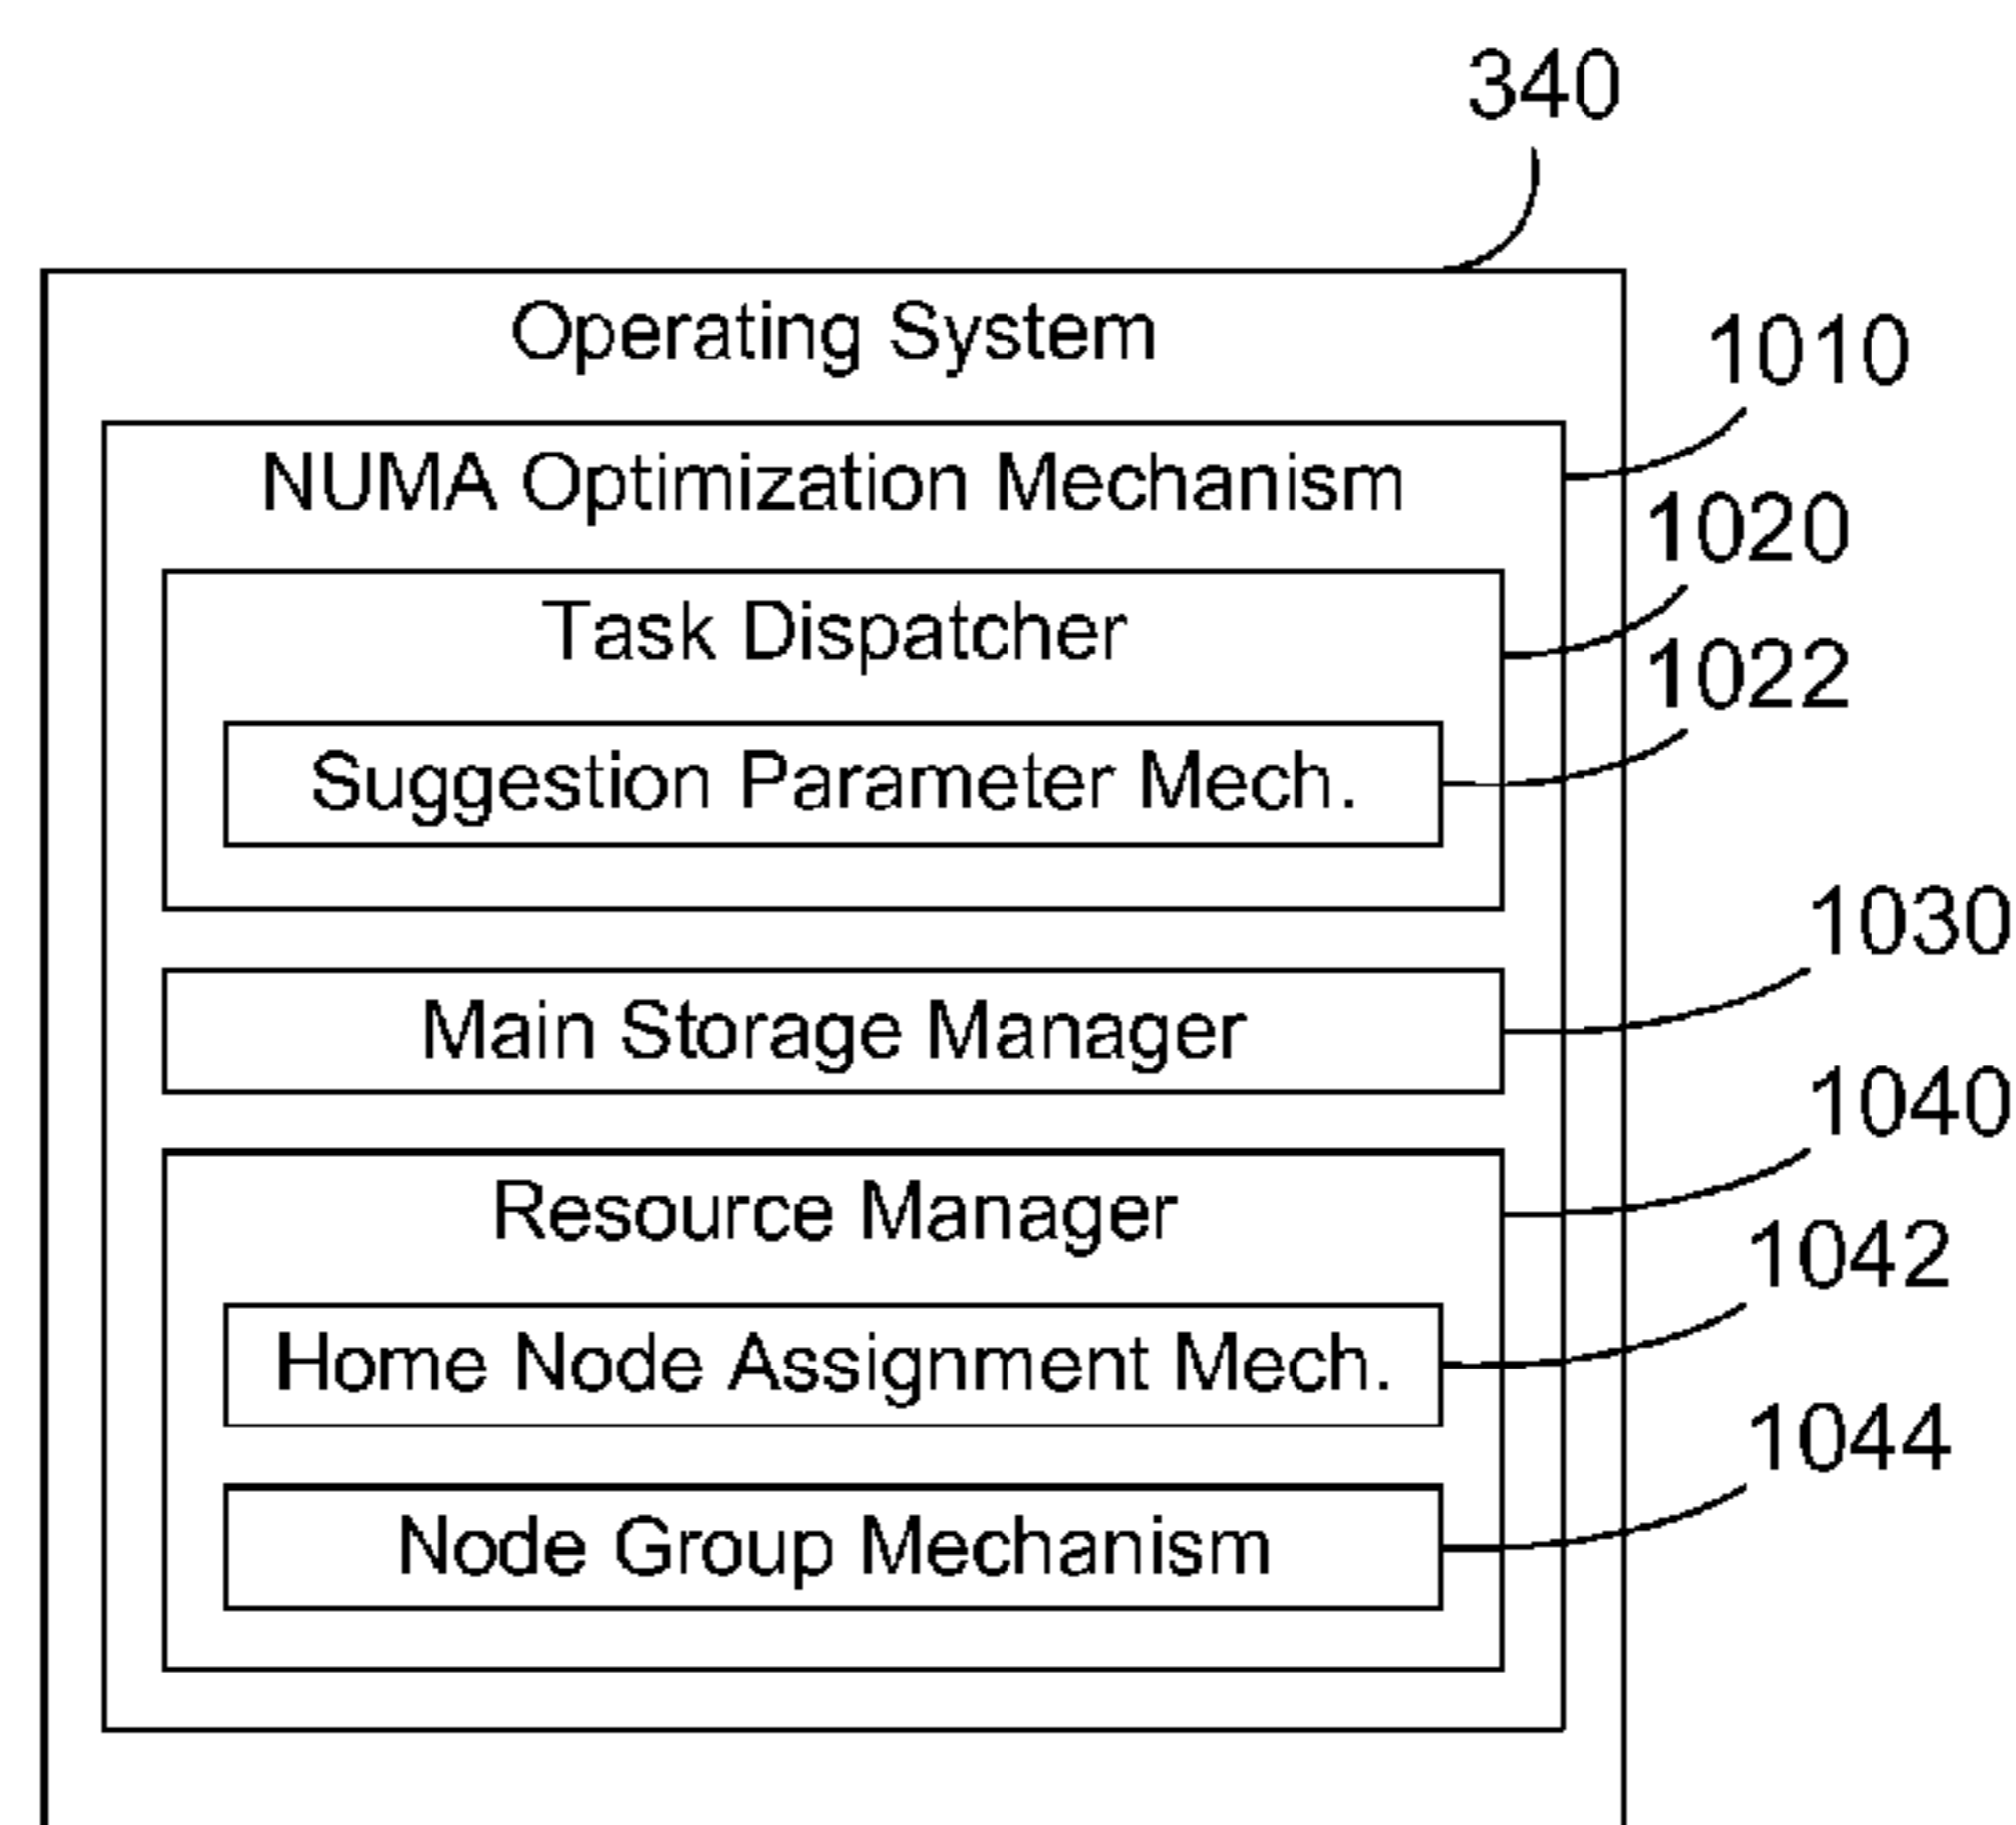 340
Operating System
1010
NUMA Optimization Mechanism
1020
Task Dispatcher
1022
Suggestion Parameter Mech.
1030
Main Storage Manager
1040
Resource Manager
1042
Home Node Assignment Mech.
1044
Node Group Mechanism